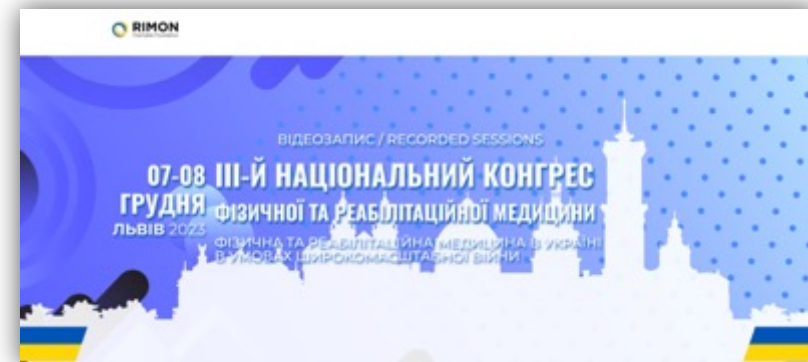 RIMON
ВІДЕОЗАПИС / RECORDED SESSIONS
07-08 ІІІ-Й НАЦІОНАЛЬНИЙ КОНГРЕС
ГРУДНЯ ФІЗИЧНОЇ ТА РЕАБІЛІТАЦІЙНОЇ МЕДИЦИНИ
ЛЬВІВ 2023 ФІЗИЧНА ТА РЕАБІЛІТАЦІЙНА МЕДИЦИНА В УКРАЇНІ
В УМОВАХ ШИРОКОМАСШТАБНОЇ ВІЙНИ